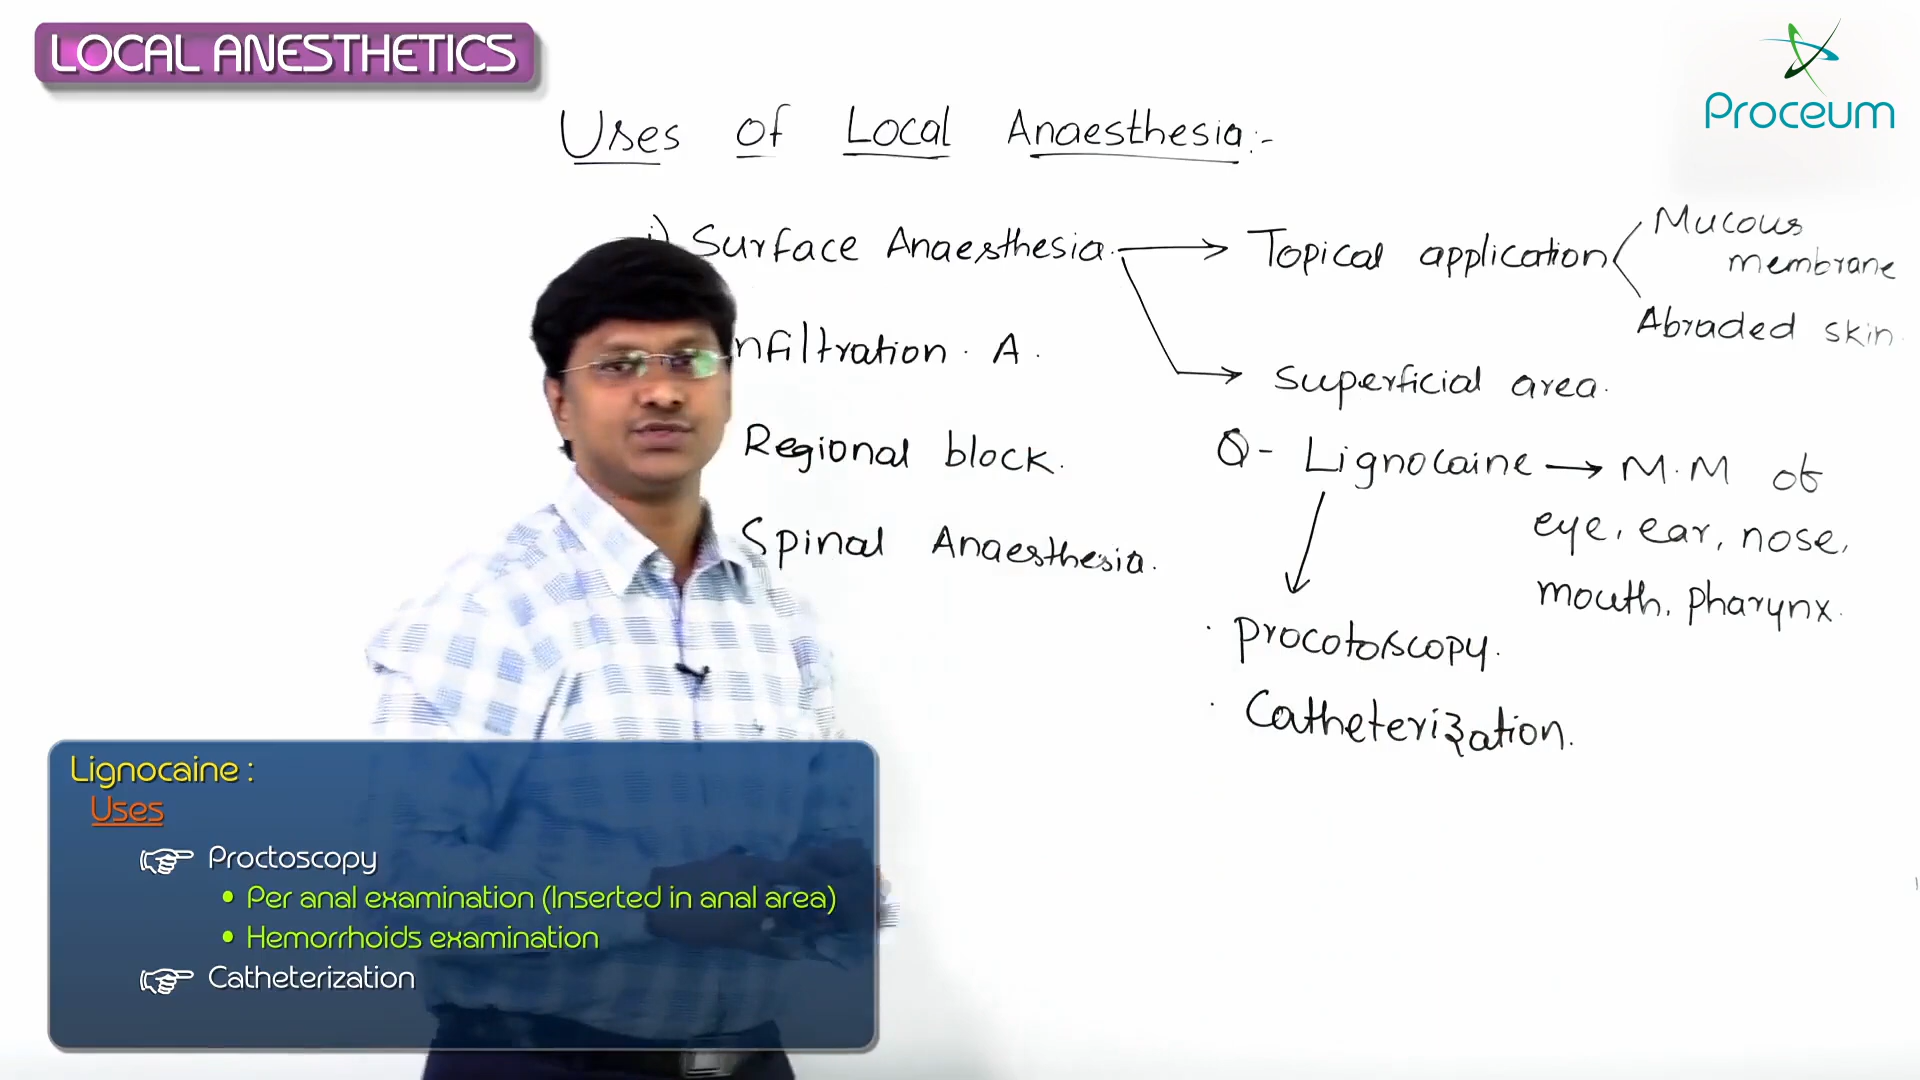 LOCAL ANESTHETICS
Proceum
Uses of Local Anaesthesia:-
i) Surface Anaesthesia. → Topical application
Mucous
membrane
Abraded skin.
superficial area.
nfiltration. A.
Regional block.
Spinal Anaesthesia.
Q- Lignocaine → M.M of
eye, ear, nose,
mouth, pharynx.
· procotoscopy.
· Catheterization.
Lignocaine :
Uses
Proctoscopy
• Per anal examination (Inserted in anal area)
• Hemorrhoids examination
Catheterization